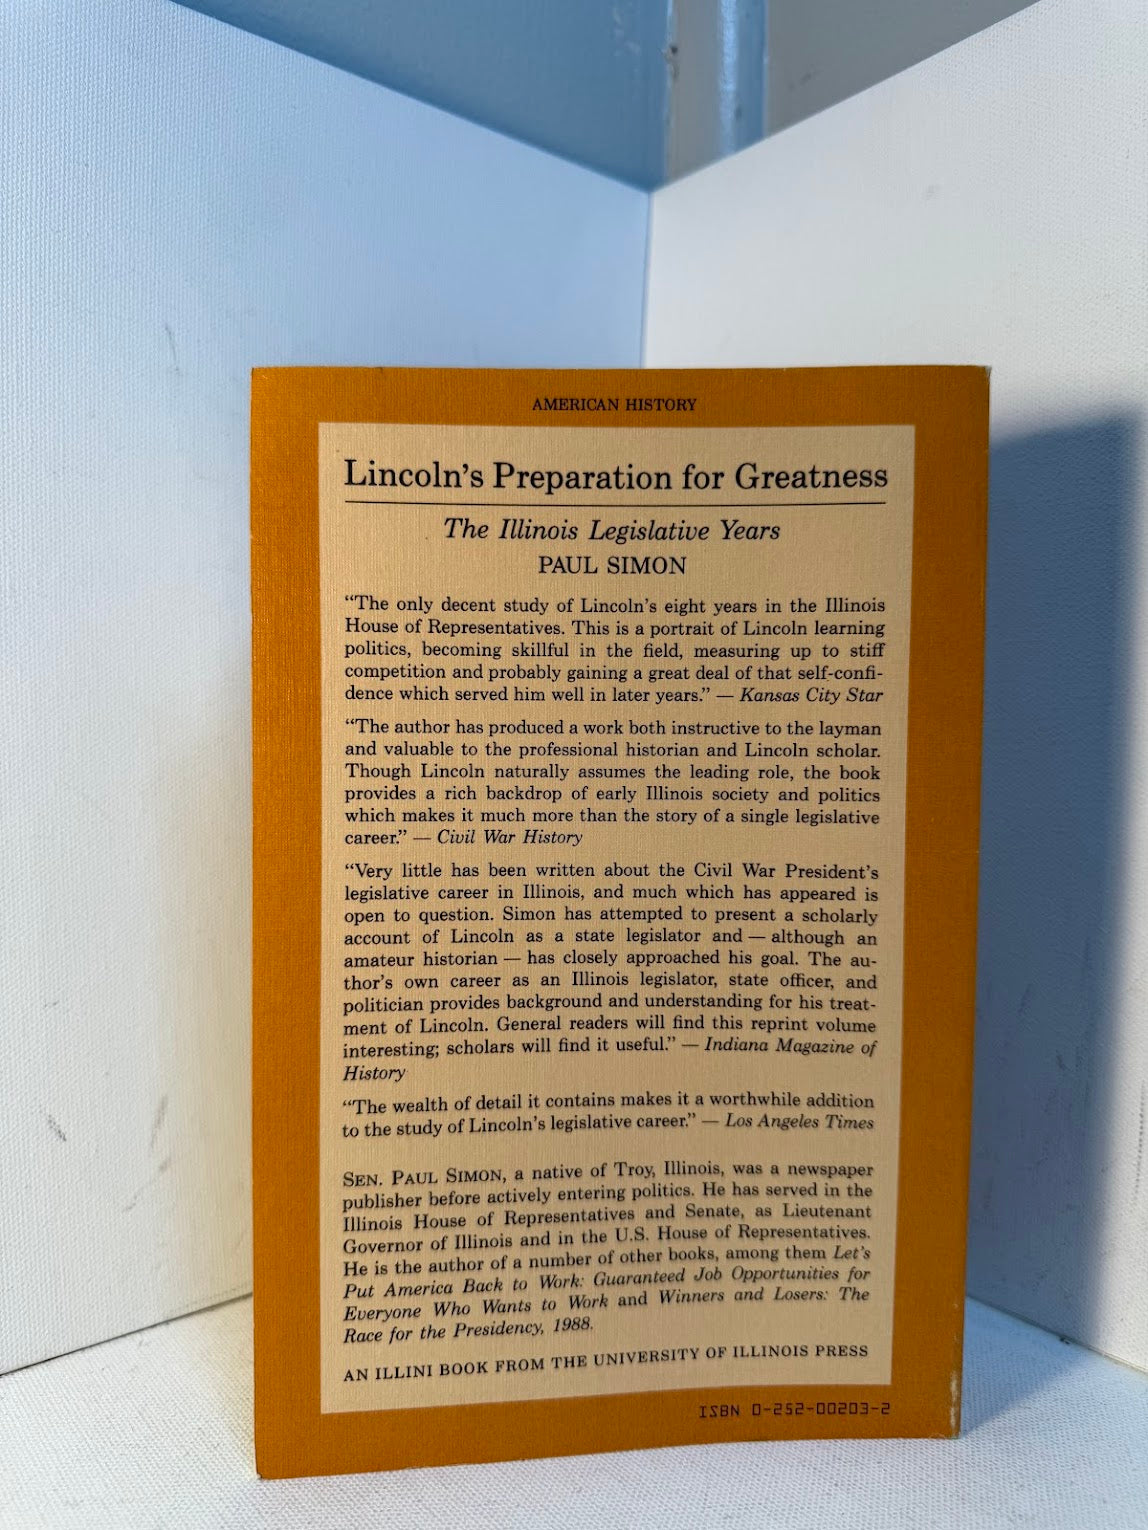 AMERICAN HISTORY
Lincoln's Preparation for Greatness
The Illinois Legislative Years
PAUL SIMON
“The only decent study of Lincoln's eight years in the Illinois
House of Representatives. This is a portrait of Lincoln learning
politics, becoming skillful in the field, measuring up to stiff
competition and probably gaining a great deal of that self-confi-
dence which served him well in later years.” — Kansas City Star
“The author has produced a work both instructive to the layman
and valuable to the professional historian and Lincoln scholar.
Though Lincoln naturally assumes the leading role, the book
provides a rich backdrop of early Illinois society and politics
which makes it much more than the story of a single legislative
career.” — Civil War History
“Very little has been written about the Civil War President's
legislative career in Illinois, and much which has appeared is
open to question. Simon has attempted to present a scholarly
account of Lincoln as a state legislator and — although an
amateur historian — has closely approached his goal. The au-
thor's own career as an Illinois legislator, state officer, and
politician provides background and understanding for his treat-
ment of Lincoln. General readers will find this reprint volume
interesting; scholars will find it useful.” — Indiana Magazine of
History
“The wealth of detail it contains makes it a worthwhile addition
to the study of Lincoln's legislative career.” — Los Angeles Times
SEN. PAUL SIMON, a native of Troy, Illinois, was a newspaper
publisher before actively entering politics. He has served in the
Illinois House of Representatives and Senate, as Lieutenant
Governor of Illinois and in the U.S. House of Representatives.
He is the author of a number of other books, among them Let's
Put America Back to Work: Guaranteed Job Opportunities for
Everyone Who Wants to Work and Winners and Losers: The
Race for the Presidency, 1988.
AN ILLINI BOOK FROM THE UNIVERSITY OF ILLINOIS PRESS
ISBN 0-252-00203-2